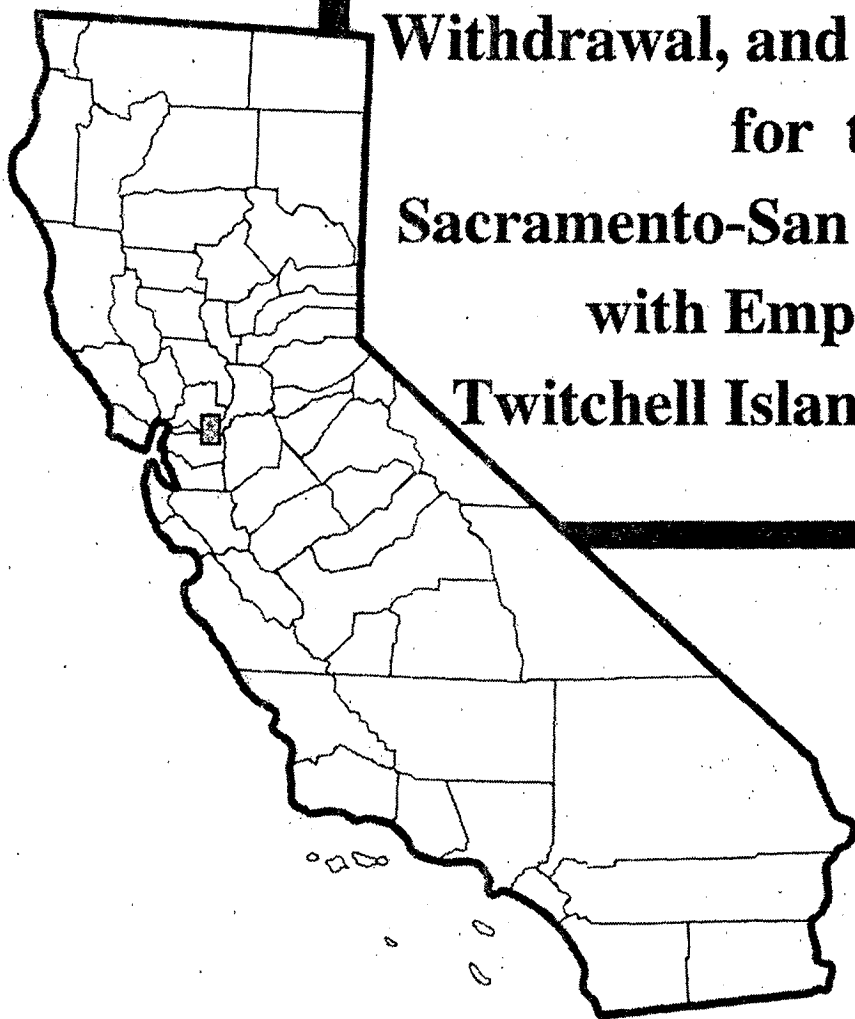 Withdrawal, and
for t
Sacramento-San
with Emp
Twitchell Islan